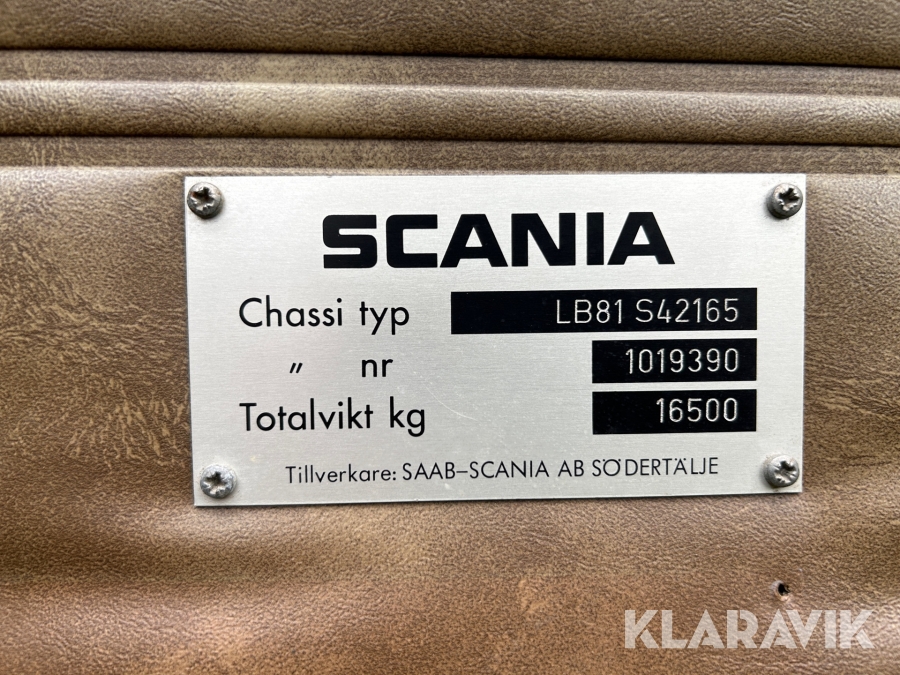 SCANIA
Chassi typ LB81 S42165
〃 nr 1019390
Totalvikt kg 16500
Tillverkare: SAAB-SCANIA AB SÖDERTÄLJE
KLARAVIK